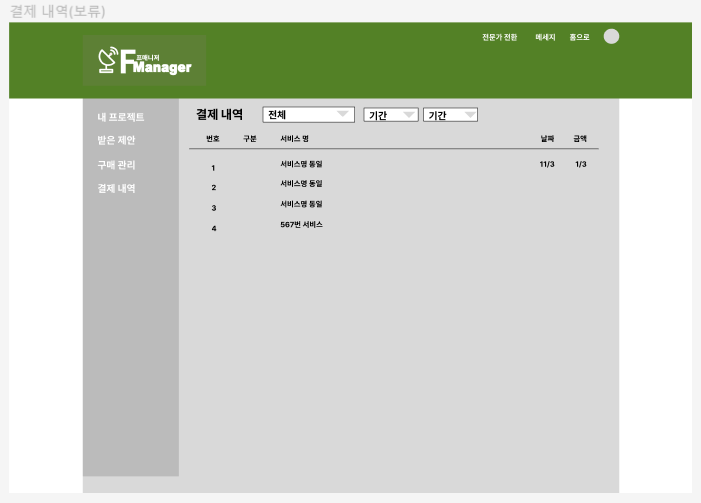 결제 내역(보류)
전문가 전환 메세지 홈으로
프매니저
FManager
내 프로젝트
받은 제안
구매 관리
결제 내역
결제 내역 전체 기간 기간
번호 구분 서비스 명 날짜 금액
1 서비스명 동일 11/3 1/3
2 서비스명 동일
3 서비스명 동일
4 567번 서비스